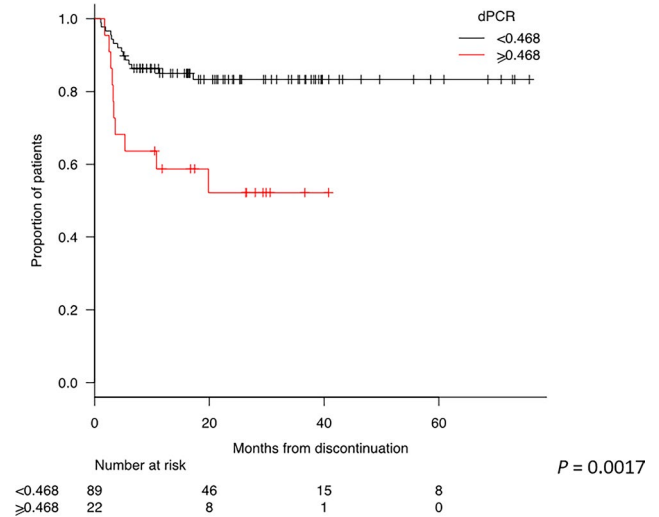 dPCR
<0.468
⩾0.468
1.0
0.8
0.6
0.4
0.2
0.0
Proportion of patients
0 20 40 60
Months from discontinuation
Number at risk
P = 0.0017
<0.468 89 46 15 8
⩾0.468 22 8 1 0